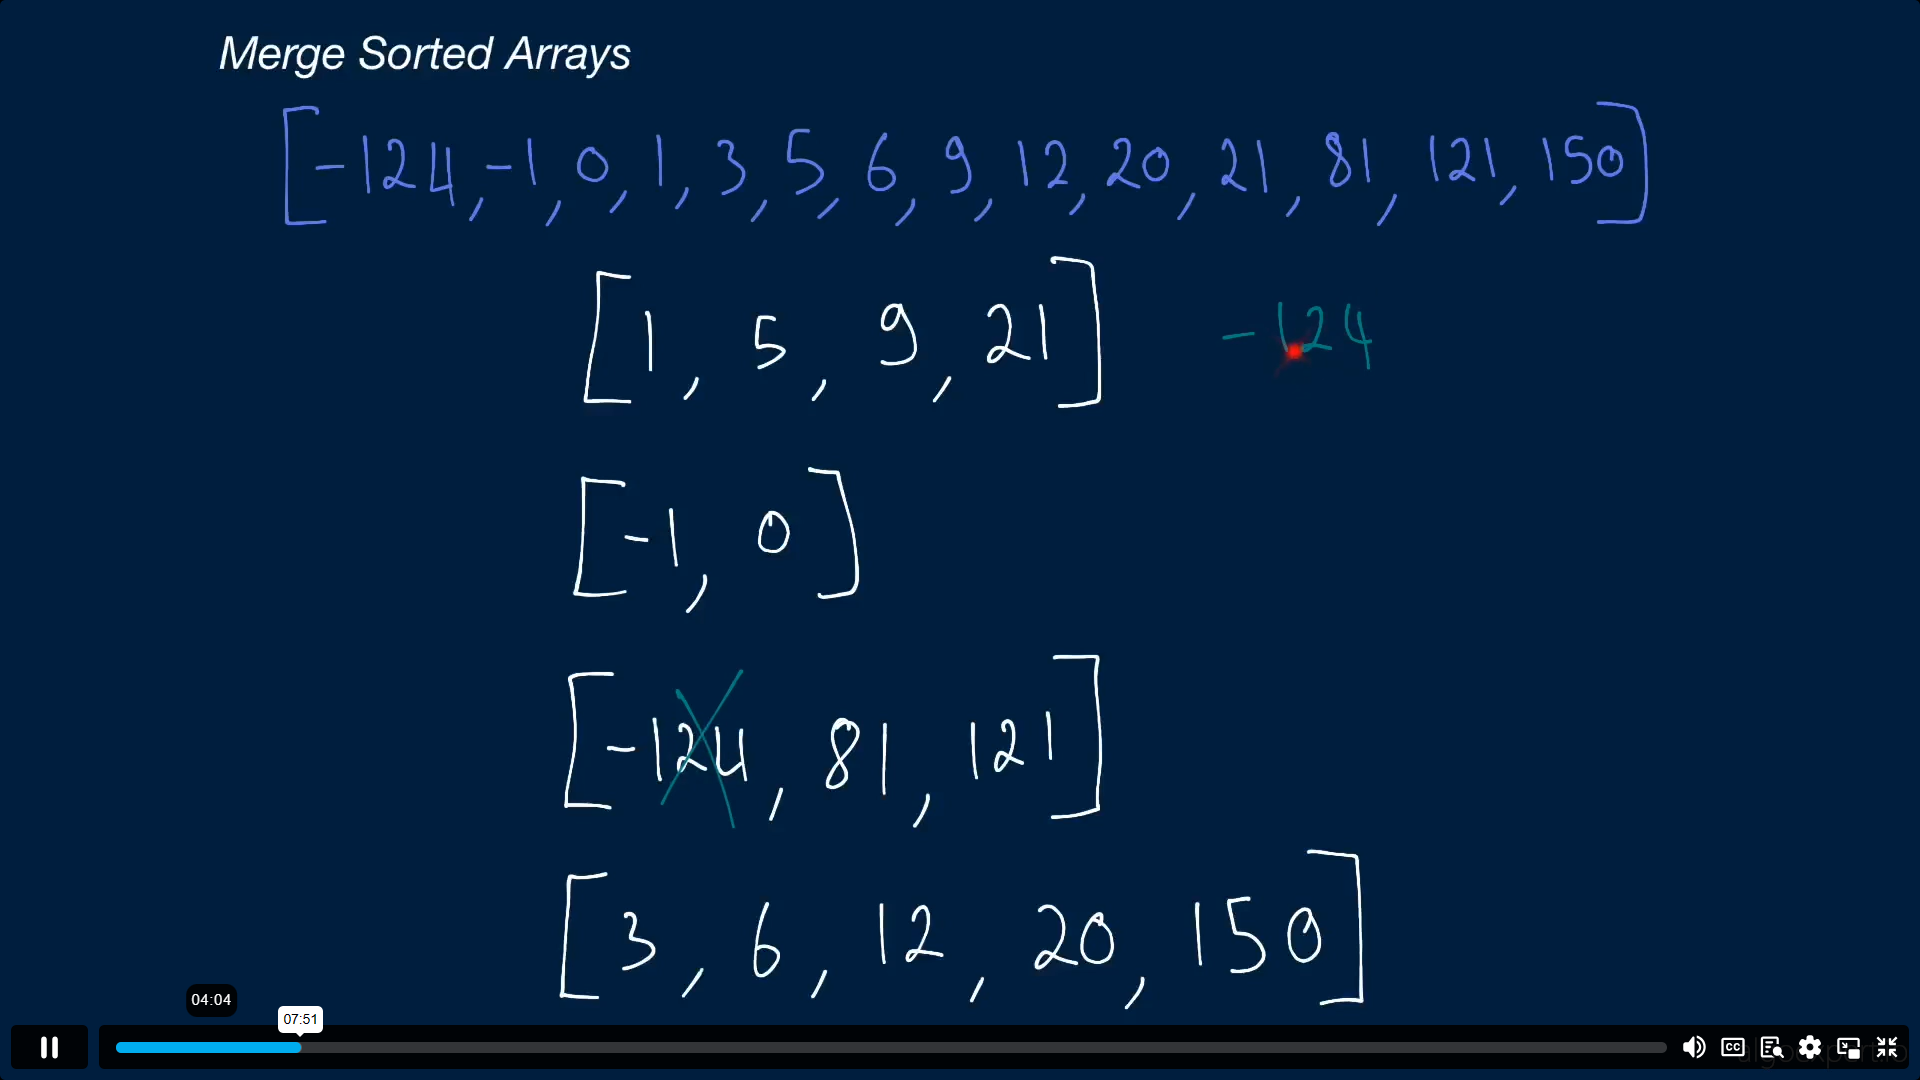 Merge Sorted Arrays
[-124, -1, 0, 1, 3, 5, 6, 9, 12, 20, 21, 81, 121, 150]
[1, 5, 9, 21] -124
[-1, 0]
[-124, 81, 121]
[3, 6, 12, 20, 150]
04:04
07:51
CC